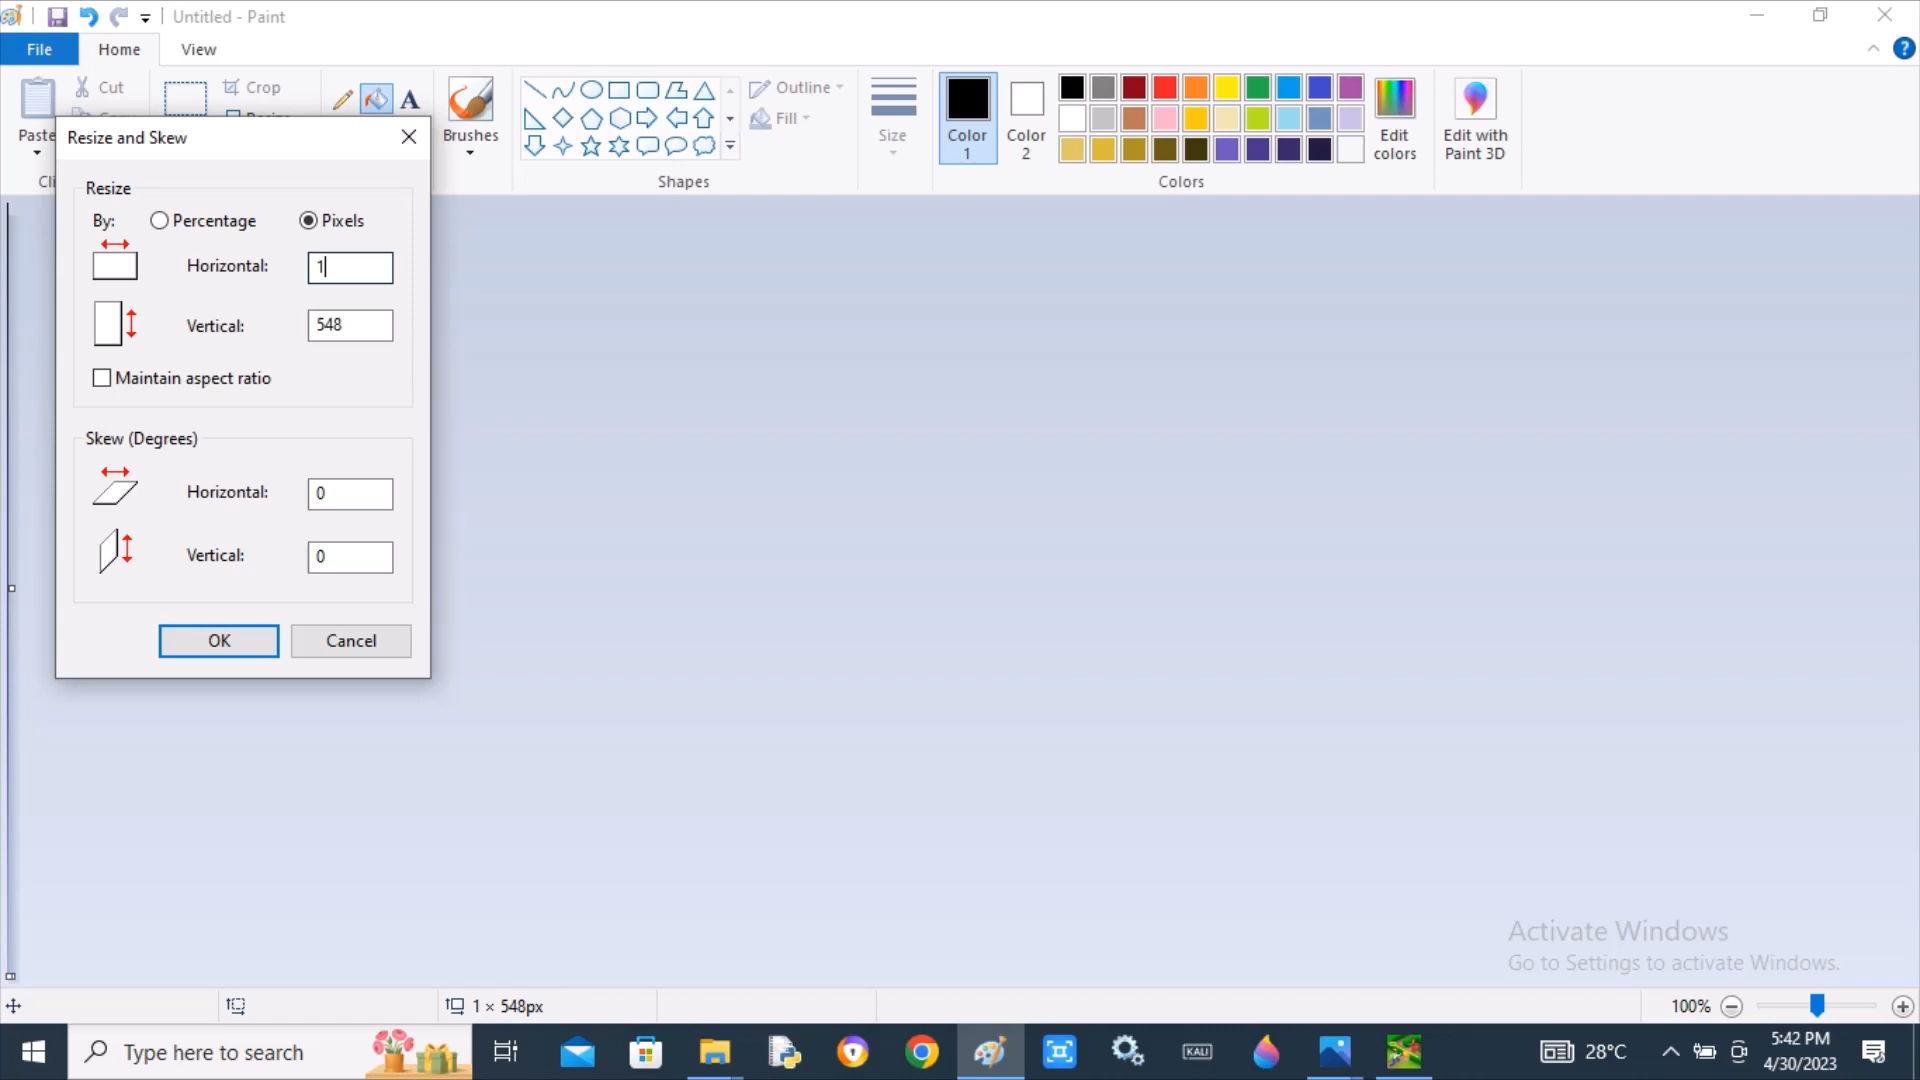 Untitled - Paint
File
Home
View
Cut
Crop
Paste
Brushes
Shapes
Outline
Fill
Size
Color
1
Color
2
Edit
colors
Edit with
Paint 3D
Colors
Resize and Skew
Resize
By:
Percentage
Pixels
Horizontal:
1
Vertical:
548
Maintain aspect ratio
Skew (Degrees)
Horizontal:
0
Vertical:
0
OK
Cancel
Activate Windows
Go to Settings to activate Windows.
1 × 548px
100%
Type here to search
KALI
28°C
5:42 PM
4/30/2023